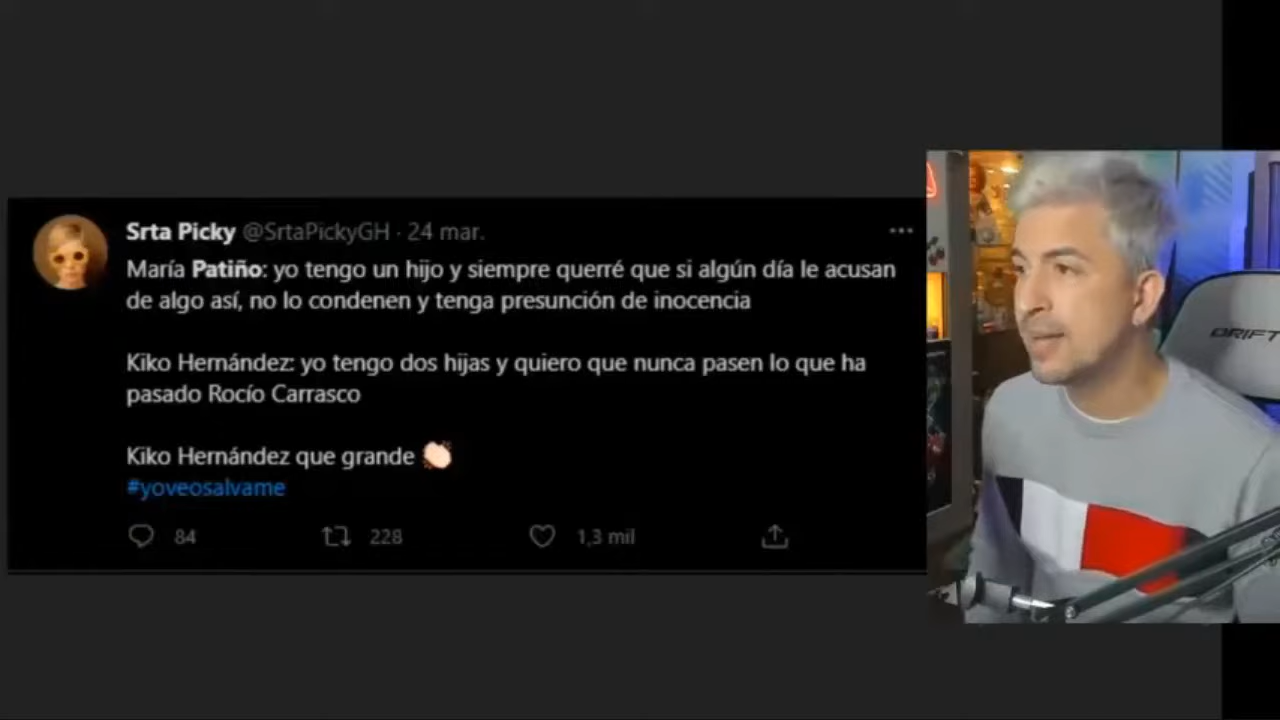 Srta Picky @SrtaPickyGH · 24 mar.
María Patiño: yo tengo un hijo y siempre querré que si algún día le acusan
de algo así, no lo condenen y tenga presunción de inocencia
Kiko Hernández: yo tengo dos hijas y quiero que nunca pasen lo que ha
pasado Rocío Carrasco
Kiko Hernández que grande 👏🏻
#yoveosalvame
84 228 1,3 mil
DRIFT